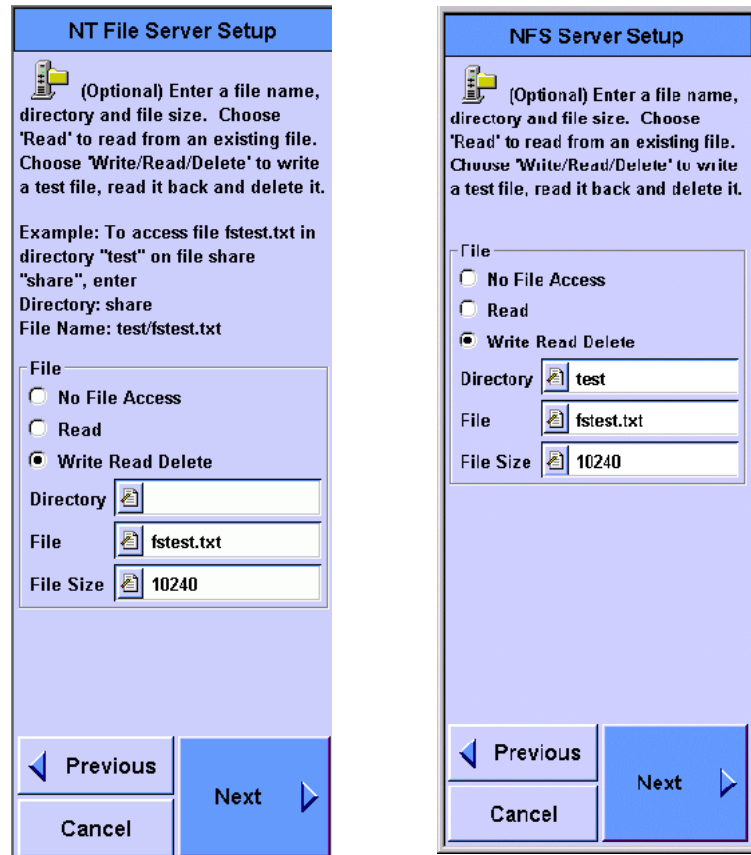 NT File Server Setup
(Optional) Enter a file name,
directory and file size. Choose
'Read' to read from an existing file.
Choose 'Write/Read/Delete' to write
a test file, read it back and delete it.
Example: To access file fstest.txt in
directory "test" on file share
"share", enter
Directory: share
File Name: test/fstest.txt
File
No File Access
Read
Write Read Delete
Directory
File fstest.txt
File Size 10240
Previous
Next
Cancel
NFS Server Setup
(Optional) Enter a file name,
directory and file size. Choose
'Read' to read from an existing file.
Choose 'Write/Read/Delete' to write
a test file, read it back and delete it.
File
No File Access
Read
Write Read Delete
Directory test
File fstest.txt
File Size 10240
Previous
Next
Cancel